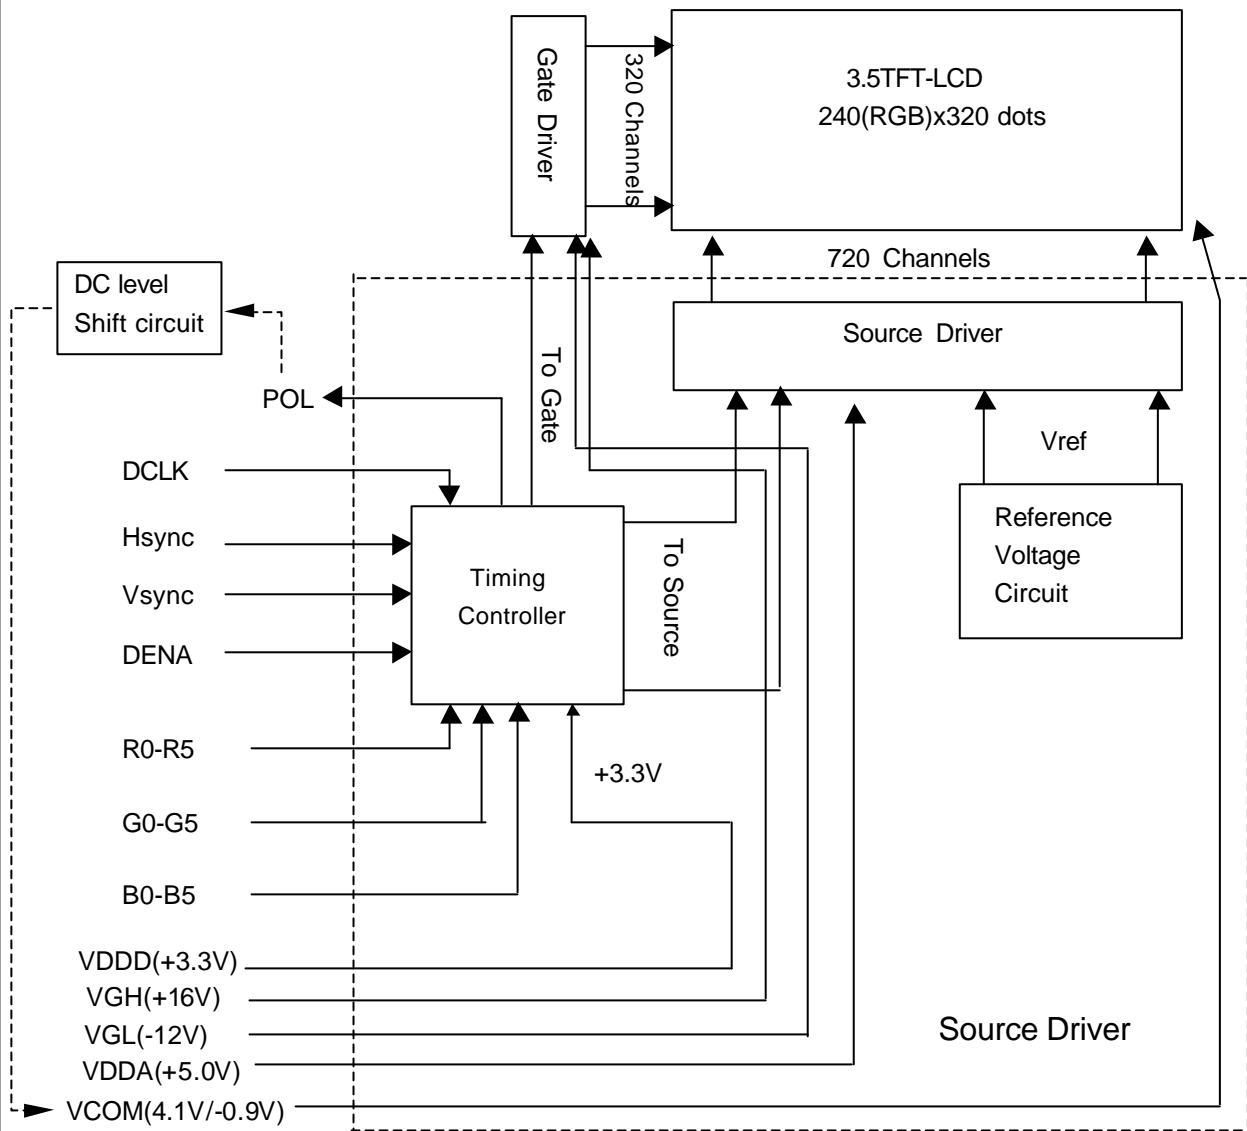 Gate Driver
320 Channels
3.5TFT-LCD
240(RGB)x320 dots
720 Channels
DC level
Shift circuit
Source Driver
To Gate
POL
Vref
DCLK
Reference
Voltage
Circuit
Hsync
Timing
Controller
To Source
Vsync
DENA
R0-R5
+3.3V
G0-G5
B0-B5
VDDD(+3.3V)
VGH(+16V)
VGL(-12V)
Source Driver
VDDA(+5.0V)
VCOM(4.1V/-0.9V)